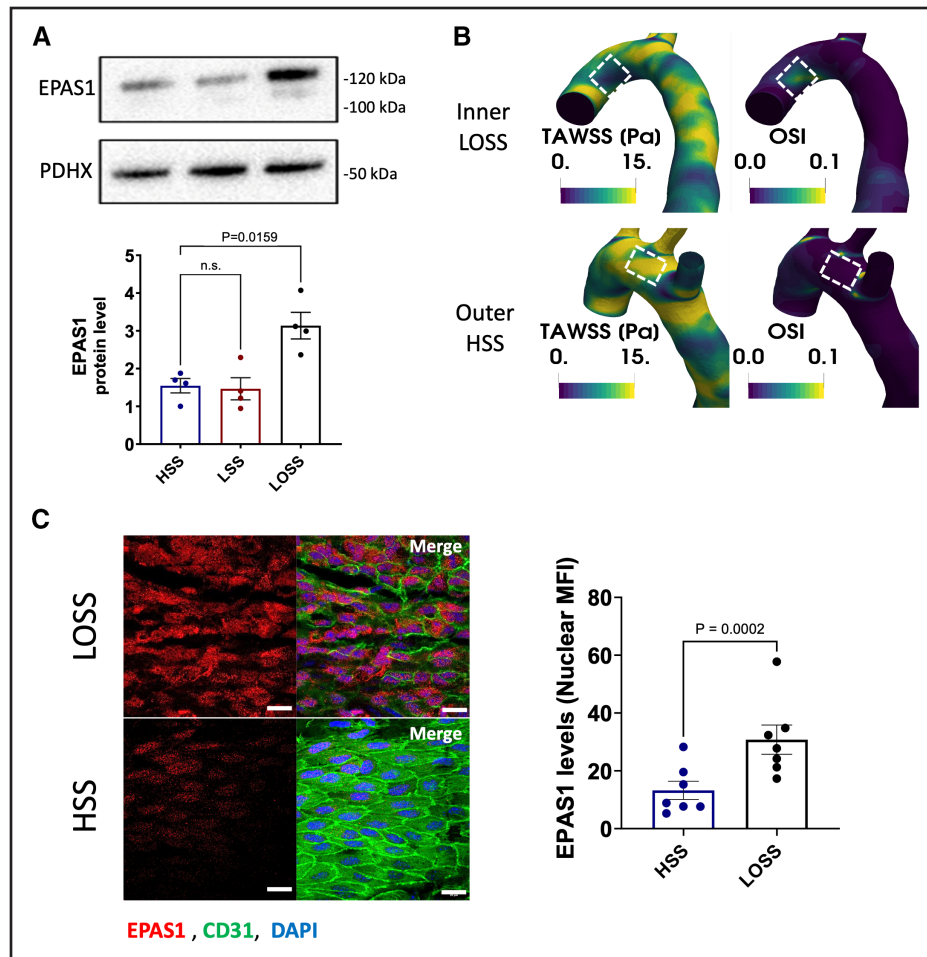 A
EPAS1
-120 kDa
-100 kDa
PDHX
-50 kDa
P=0.0159
n.s.
EPAS1
protein level
5
4
3
2
1
0
HSS
LSS
LOSS
B
Inner
LOSS
TAWSS (Pa)
0. 15.
OSI
0.0 0.1
Outer
HSS
TAWSS (Pa)
0. 15.
OSI
0.0 0.1
C
LOSS
Merge
HSS
Merge
EPAS1 , CD31, DAPI
EPAS1 levels (Nuclear MFI)
80
60
40
20
0
P = 0.0002
HSS
LOSS